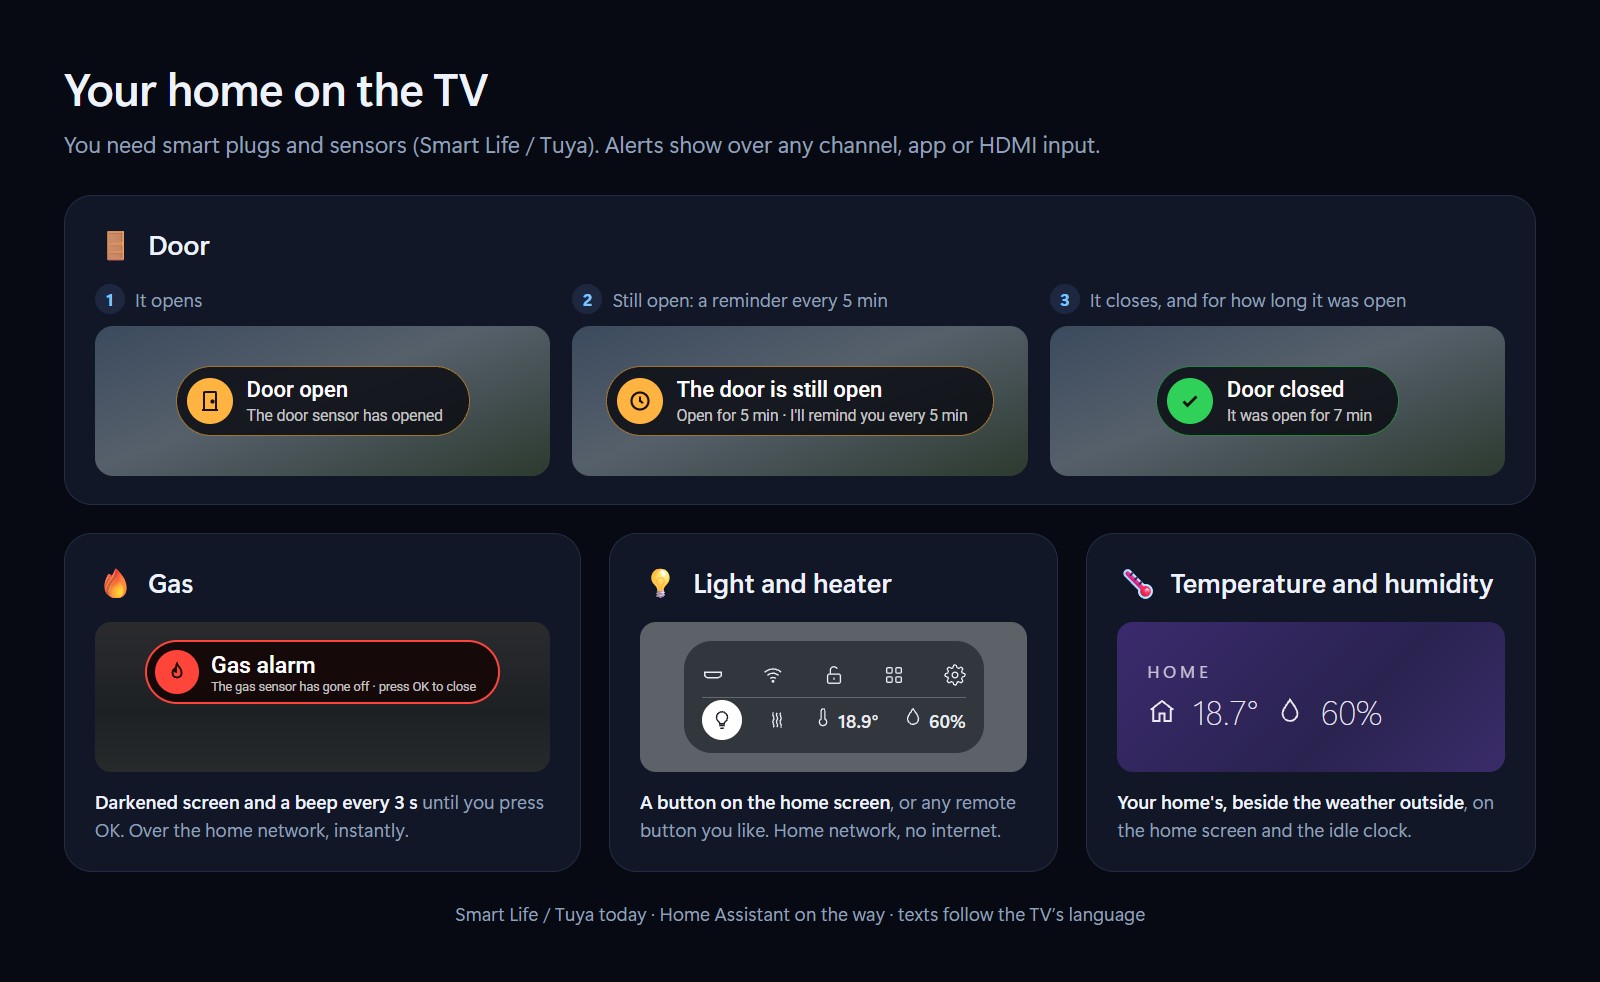 Your home on the TV
You need smart plugs and sensors (Smart Life / Tuya). Alerts show over any channel, app or HDMI input.
Door
1 It opens
Door open
The door sensor has opened
2 Still open: a reminder every 5 min
The door is still open
Open for 5 min · I'll remind you every 5 min
3 It closes, and for how long it was open
Door closed
It was open for 7 min
Gas
Gas alarm
The gas sensor has gone off · press OK to close
Darkened screen and a beep every 3 s until you press
OK. Over the home network, instantly.
Light and heater
18.9° 60%
A button on the home screen, or any remote
button you like. Home network, no internet.
Temperature and humidity
HOME
18.7° 60%
Your home's, beside the weather outside, on
the home screen and the idle clock.
Smart Life / Tuya today · Home Assistant on the way · texts follow the TV's language